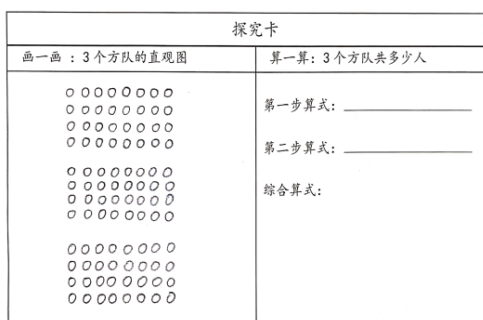 探究卡
画一画：3个方队的直观图
算一算：3个方队共多少人
第一步算式：
第二步算式：
综合算式：